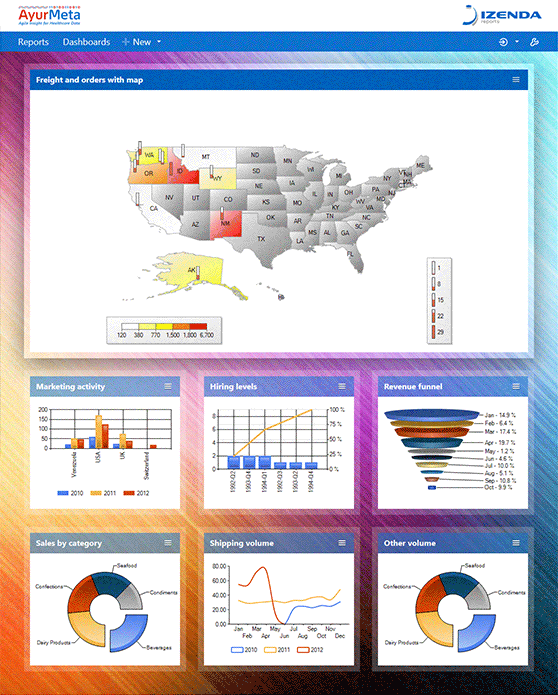 AyurMeta
Agile Insight for Healthcare Data
IZENDA
reports
Reports Dashboards New
Freight and orders with map
WA MT ND MN ME
OR ID WY SD WI MI NY VT NH
MA
NE IA PA CT
NV UT CO IL IN OH
KS MO KY WV VA
CA AZ NM OK AR TN NC
SC
TX LA MS AL GA
FL
AK
1
8
15
22
29
120 380 770 1,500 1,800 6,700
Marketing activity
200
150
100
50
0
Venezuela USA UK Switzerland
2010 2011 2012
Hiring levels
8
6
4
2
0
100 %
75 %
50 %
25 %
0 %
1992-Q2 1993-Q4 1994-Q1 1992-Q3 1993-Q2 1994-Q4
Revenue funnel
Jan - 14.9 %
Feb - 6.4 %
Mar - 17.4 %
Apr - 19.7 %
May - 1.2 %
Jun - 4.6 %
Jul - 10.0 %
Aug - 5.1 %
Sep - 10.8 %
Oct - 9.9 %
Sales by category
Seafood
Confections
Condiments
Dairy Products
Beverages
Shipping volume
80.00
60.00
40.00
20.00
0.00
Jan Mar May Jul Sep Nov
Feb Apr Jun Aug Oct Dec
2010 2011 2012
Other volume
Seafood
Confections
Condiments
Dairy Products
Beverages